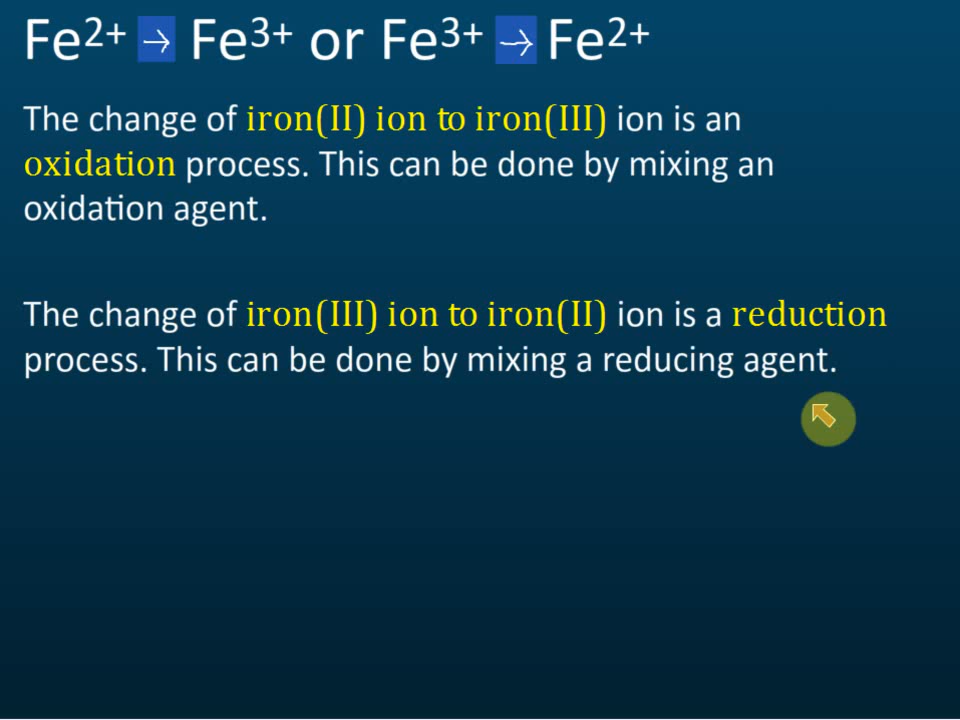 Fe²⁺ → Fe³⁺ or Fe³⁺ → Fe²⁺
The change of iron(II) ion to iron(III) ion is an
oxidation process. This can be done by mixing an
oxidation agent.
The change of iron(III) ion to iron(II) ion is a reduction
process. This can be done by mixing a reducing agent.